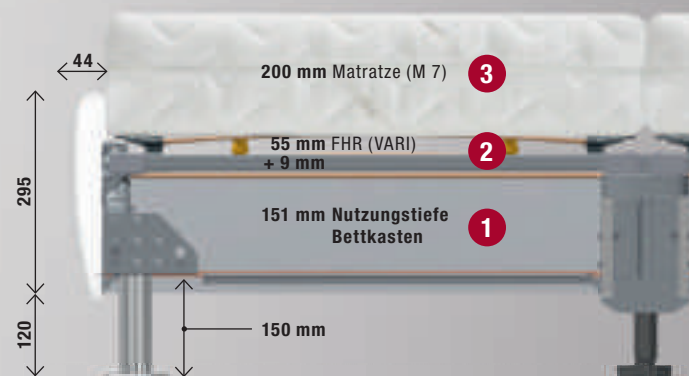 44
200 mm Matratze (M 7)
3
55 mm FHR (VARI)
+ 9 mm
2
295
151 mm Nutzungstiefe
Bettkasten
1
120
150 mm